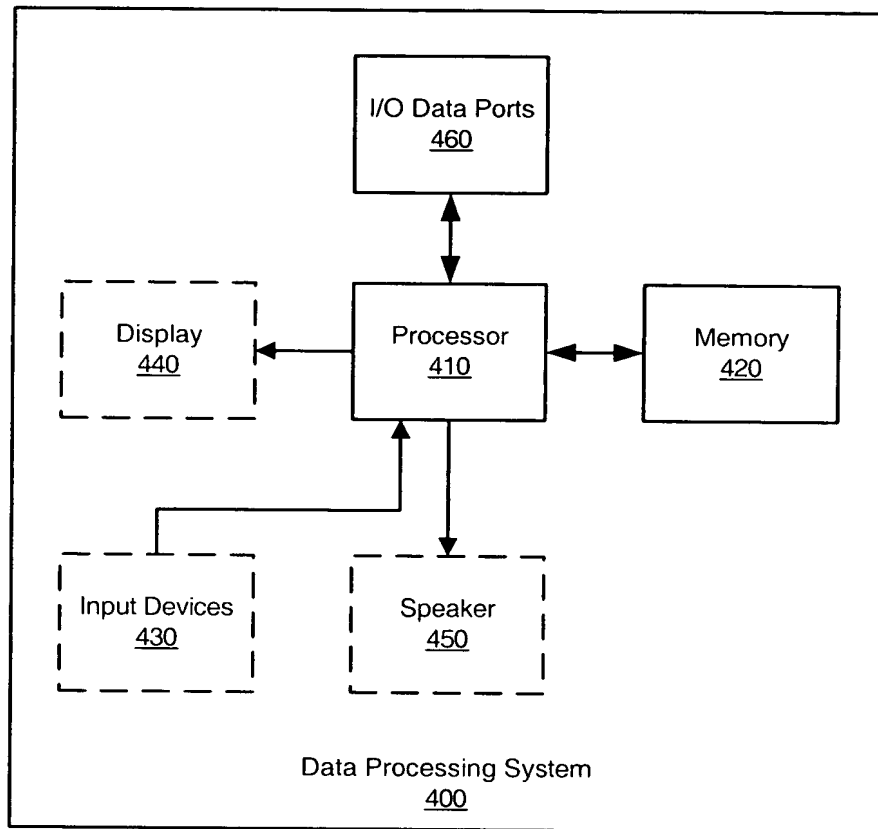 I/O Data Ports
460
Display
440
Processor
410
Memory
420
Input Devices
430
Speaker
450
Data Processing System
400